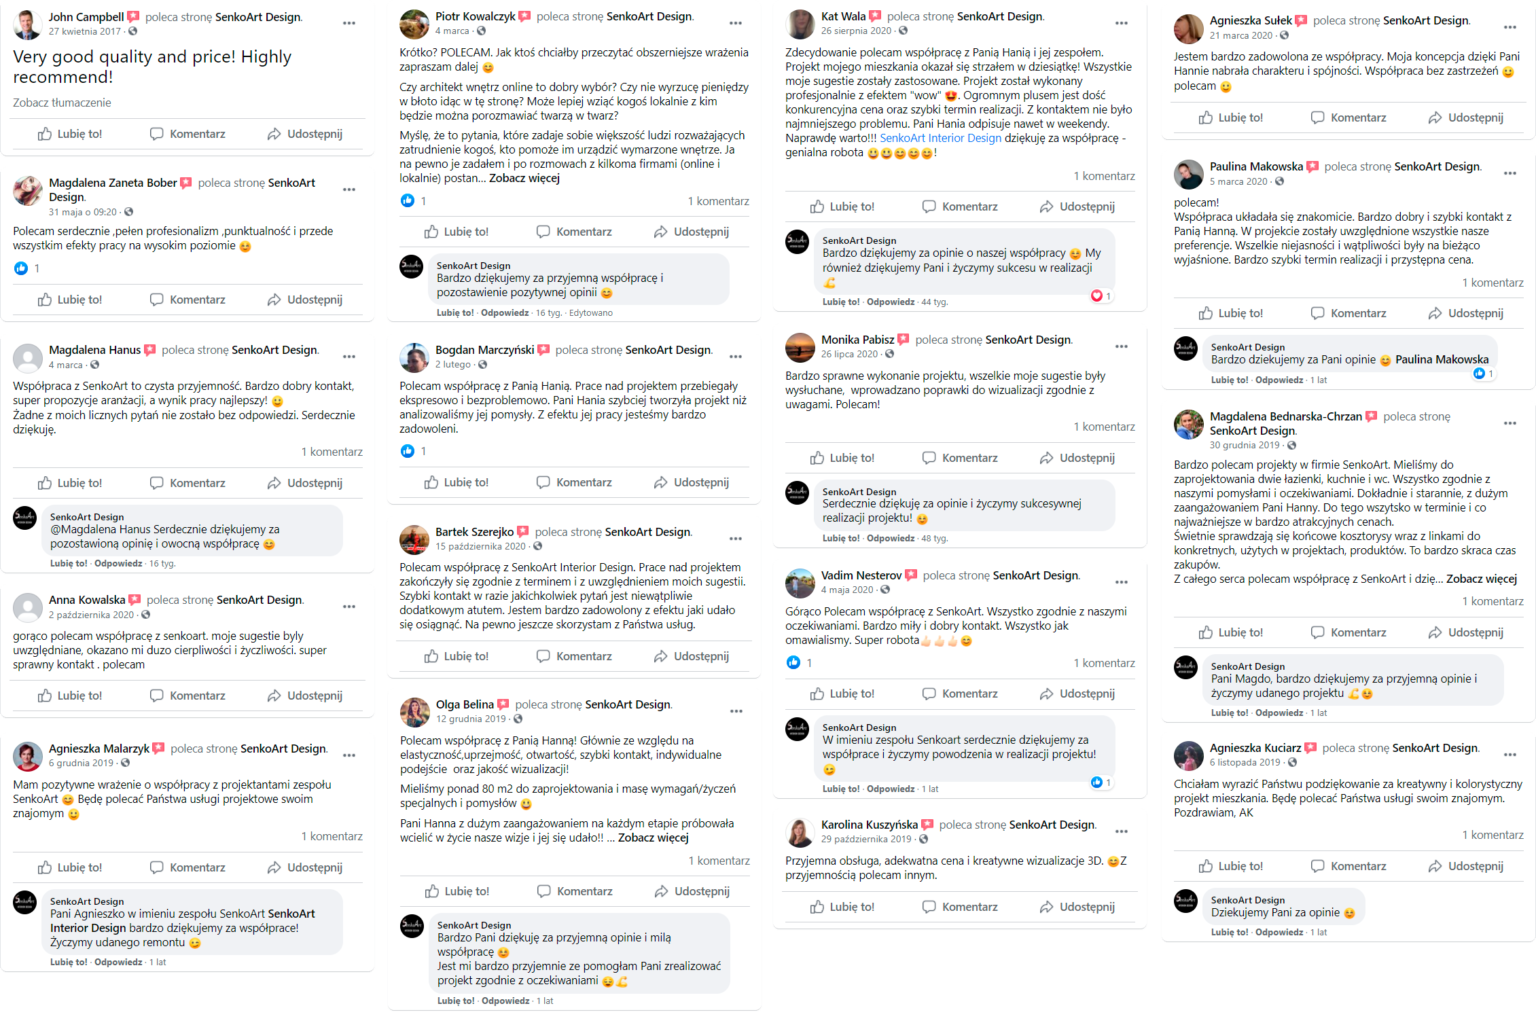 John Campbell poleca stronę SenkoArt Design.
27 kwietnia 2017 ·
Very good quality and price! Highly
recommend!
Zobacz tłumaczenie
Lubię to! Komentarz Udostępnij
Magdalena Zaneta Bober poleca stronę SenkoArt
Design.
31 maja o 09:20 ·
Polecam serdecznie ,pełen profesionalizm ,punktualność i przede
wszystkim efekty pracy na wysokim poziomie 😊
1
Lubię to! Komentarz Udostępnij
Magdalena Hanus poleca stronę SenkoArt Design.
4 marca ·
Współpraca z SenkoArt to czysta przyjemność. Bardzo dobry kontakt,
super propozycje aranżacji, a wynik pracy najlepszy! 🙂
Żadne z moich licznych pytań nie zostało bez odpowiedzi. Serdecznie
dziękuję.
1 komentarz
Lubię to! Komentarz Udostępnij
SenkoArt Design
@Magdalena Hanus Serdecznie dziękujemy za
pozostawioną opinię i owocną współpracę 😊
Lubię to! · Odpowiedz · 16 tyg.
Anna Kowalska poleca stronę SenkoArt Design.
2 października 2020 ·
gorąco polecam współpracę z senkoart. moje sugestie byly
uwzględniane, okazano mi duzo cierpliwości i życzliwości. super
sprawny kontakt . polecam
Lubię to! Komentarz Udostępnij
Agnieszka Malarzyk poleca stronę SenkoArt Design.
6 grudnia 2019 ·
Mam pozytywne wrażenie o współpracy z projektantami zespołu
SenkoArt 😊 Będę polecać Państwa usługi projektowe swoim
znajomym 🙂
1 komentarz
Lubię to! Komentarz Udostępnij
SenkoArt Design
Pani Agnieszko w imieniu zespołu SenkoArt SenkoArt
Interior Design bardzo dziękujemy za współprace!
Życzymy udanego remontu 😉
Lubię to! · Odpowiedz · 1 lat
Piotr Kowalczyk poleca stronę SenkoArt Design.
4 marca ·
Krótko? POLECAM. Jak ktoś chciałby przeczytać obszerniejsze wrażenia
zapraszam dalej 😊
Czy architekt wnętrz online to dobry wybór? Czy nie wyrzucę pieniędzy
w błoto idąc w tę stronę? Może lepiej wziąć kogoś lokalnie z kim
będzie można porozmawiać twarzą w twarz?
Myślę, że to pytania, które zadaje sobie większość ludzi rozważających
zatrudnienie kogoś, kto pomoże im urządzić wymarzone wnętrze. Ja
na pewno je zadałem i po rozmowach z kilkoma firmami (online i
lokalnie) postan... Zobacz więcej
1 1 komentarz
Lubię to! Komentarz Udostępnij
SenkoArt Design
Bardzo dziękujemy za przyjemną współpracę i
pozostawienie pozytywnej opinii 😊
Lubię to! · Odpowiedz · 16 tyg. · Edytowano
Bogdan Marczyński poleca stronę SenkoArt Design.
2 lutego ·
Polecam współpracę z Panią Hanią. Prace nad projektem przebiegały
ekspresowo i bezproblemowo. Pani Hania szybciej tworzyła projekt niż
analizowaliśmy jej pomysły. Z efektu jej pracy jesteśmy bardzo
zadowoleni.
1
Lubię to! Komentarz Udostępnij
Bartek Szerejko poleca stronę SenkoArt Design.
15 października 2020 ·
Polecam współpracę z SenkoArt Interior Design. Prace nad projektem
zakończyły się zgodnie z terminem i z uwzględnieniem moich sugestii.
Szybki kontakt w razie jakichkolwiek pytań jest niewątpliwie
dodatkowym atutem. Jestem bardzo zadowolony z efektu jaki udało
się osiągnąć. Na pewno jeszcze skorzystam z Państwa usług.
Lubię to! Komentarz Udostępnij
Olga Belina poleca stronę SenkoArt Design.
12 grudnia 2019 ·
Polecam współpracę z Panią Hanną! Głównie ze względu na
elastyczność,uprzejmość, otwartość, szybki kontakt, indywidualne
podejście oraz jakość wizualizacji!
Mieliśmy ponad 80 m2 do zaprojektowania i masę wymagań/życzeń
specjalnych i pomysłów 😃
Pani Hanna z dużym zaangażowaniem na każdym etapie próbowała
wcielić w życie nasze wizje i jej się udało!! ... Zobacz więcej
1 komentarz
Lubię to! Komentarz Udostępnij
SenkoArt Design
Bardzo Pani dziękuję za przyjemną opinie i milą
współpracę 😊
Jest mi bardzo przyjemnie ze pomogłam Pani zrealizować
projekt zgodnie z oczekiwaniami 😉💪
Lubię to! · Odpowiedz · 1 lat
Kat Wala poleca stronę SenkoArt Design.
26 sierpnia 2020 ·
Zdecydowanie polecam współpracę z Panią Hanią i jej zespołem.
Projekt mojego mieszkania okazał się strzałem w dziesiątkę! Wszystkie
moje sugestie zostały zastosowane. Projekt został wykonany
profesjonalnie z efektem "wow" 😍. Ogromnym plusem jest dość
konkurencyjna cena oraz szybki termin realizacji. Z kontaktem nie było
najmniejszego problemu. Pani Hania odpisuje nawet w weekendy.
Naprawdę warto!!! SenkoArt Interior Design dziękuję za współpracę -
genialna robota 😃😃😊😊😊!
1 komentarz
Lubię to! Komentarz Udostępnij
SenkoArt Design
Bardzo dziękujemy za opinie o naszej współpracy 😊 My
również dziękujemy Pani i życzymy sukcesu w realizacji
💪
1
Lubię to! · Odpowiedz · 44 tyg.
Monika Pabisz poleca stronę SenkoArt Design.
26 lipca 2020 ·
Bardzo sprawne wykonanie projektu, wszelkie moje sugestie były
wysłuchane, wprowadzano poprawki do wizualizacji zgodnie z
uwagami. Polecam!
1 komentarz
Lubię to! Komentarz Udostępnij
SenkoArt Design
Serdecznie dziękuję za opinie i życzymy sukcesywnej
realizacji projektu! 😊
Lubię to! · Odpowiedz · 48 tyg.
Vadim Nesterov poleca stronę SenkoArt Design.
4 maja 2020 ·
Górąco Polecam współpracę z SenkoArt. Wszystko zgodnie z naszymi
oczekiwaniami. Bardzo miły i dobry kontakt. Wszystko jak
omawialismy. Super robota👍🏻👍🏻👍🏻😊
1 1 komentarz
Lubię to! Komentarz Udostępnij
SenkoArt Design
W imieniu zespołu Senkoart serdecznie dziękujemy za
współprace i życzymy powodzenia w realizacji projektu!
😉
1
Lubię to! · Odpowiedz · 1 lat
Karolina Kuszyńska poleca stronę SenkoArt Design.
29 października 2019 ·
Przyjemna obsługa, adekwatna cena i kreatywne wizualizacje 3D. 😊Z
przyjemnością polecam innym.
Lubię to! Komentarz Udostępnij
Agnieszka Sułek poleca stronę SenkoArt Design.
21 marca 2020 ·
Jestem bardzo zadowolona ze współpracy. Moja koncepcja dzięki Pani
Hannie nabrała charakteru i spójności. Współpraca bez zastrzeżeń 🙂
polecam 🙂
Lubię to! Komentarz Udostępnij
Paulina Makowska poleca stronę SenkoArt Design.
5 marca 2020 ·
polecam!
Współpraca układała się znakomicie. Bardzo dobry i szybki kontakt z
Panią Hanną. W projekcie zostały uwzględnione wszystkie nasze
preferencje. Wszelkie niejasności i wątpliwości były na bieżąco
wyjaśnione. Bardzo szybki termin realizacji i przystępna cena.
1 komentarz
Lubię to! Komentarz Udostępnij
SenkoArt Design
Bardzo dziekujemy za Pani opinie 😊 Paulina Makowska
1
Lubię to! · Odpowiedz · 1 lat
Magdalena Bednarska-Chrzan poleca stronę
SenkoArt Design.
30 grudnia 2019 ·
Bardzo polecam projekty w firmie SenkoArt. Mieliśmy do
zaprojektowania dwie łazienki, kuchnie i wc. Wszystko zgodnie z
naszymi pomysłami i oczekiwaniami. Dokładnie i starannie, z dużym
zaangażowaniem Pani Hanny. Do tego wszytsko w terminie i co
najważniejsze w bardzo atrakcyjnych cenach.
Świetnie sprawdzają się końcowe kosztorysy wraz z linkami do
konkretnych, użytych w projektach, produktów. To bardzo skraca czas
zakupów.
Z całego serca polecam współpracę z SenkoArt i dzię... Zobacz więcej
1 komentarz
Lubię to! Komentarz Udostępnij
SenkoArt Design
Pani Magdo, bardzo dziękujemy za przyjemną opinie i
życzymy udanego projektu 💪😊
Lubię to! · Odpowiedz · 1 lat
Agnieszka Kuciarz poleca stronę SenkoArt Design.
6 listopada 2019 ·
Chciałam wyrazić Państwu podziękowanie za kreatywny i kolorystyczny
projekt mieszkania. Będę polecać Państwa usługi swoim znajomym.
Pozdrawiam, AK
1 komentarz
Lubię to! Komentarz Udostępnij
SenkoArt Design
Dziekujemy Pani za opinie 😊
Lubię to! · Odpowiedz · 1 lat